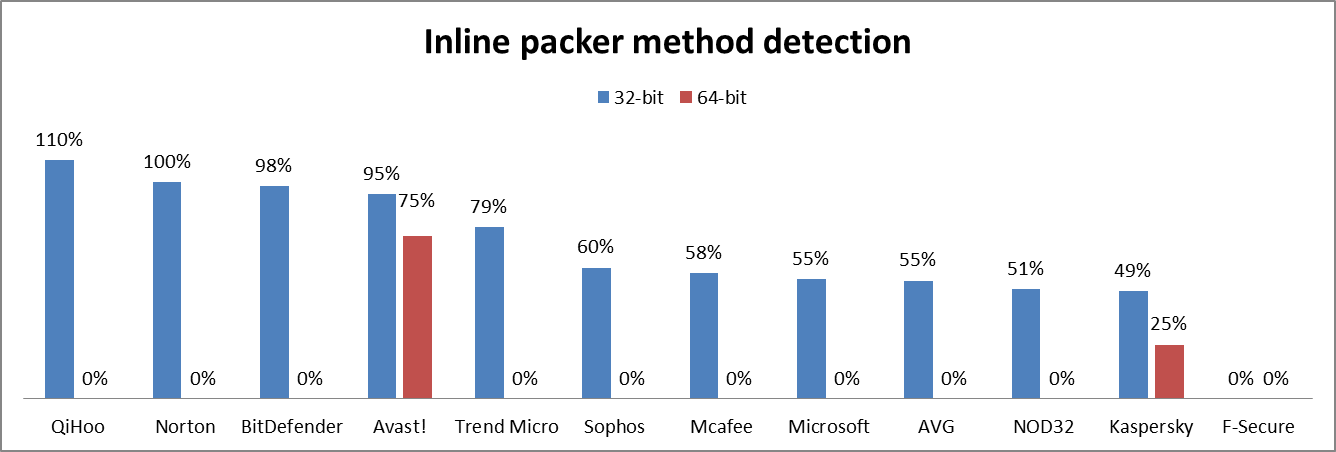 Inline packer method detection
32-bit 64-bit
110% 0% 100% 0% 98% 0% 95% 75% 79% 0% 60% 0% 58% 0% 55% 0% 55% 0% 51% 0% 49% 25% 0% 0%
QiHoo Norton BitDefender Avast! Trend Micro Sophos Mcafee Microsoft AVG NOD32 Kaspersky F-Secure